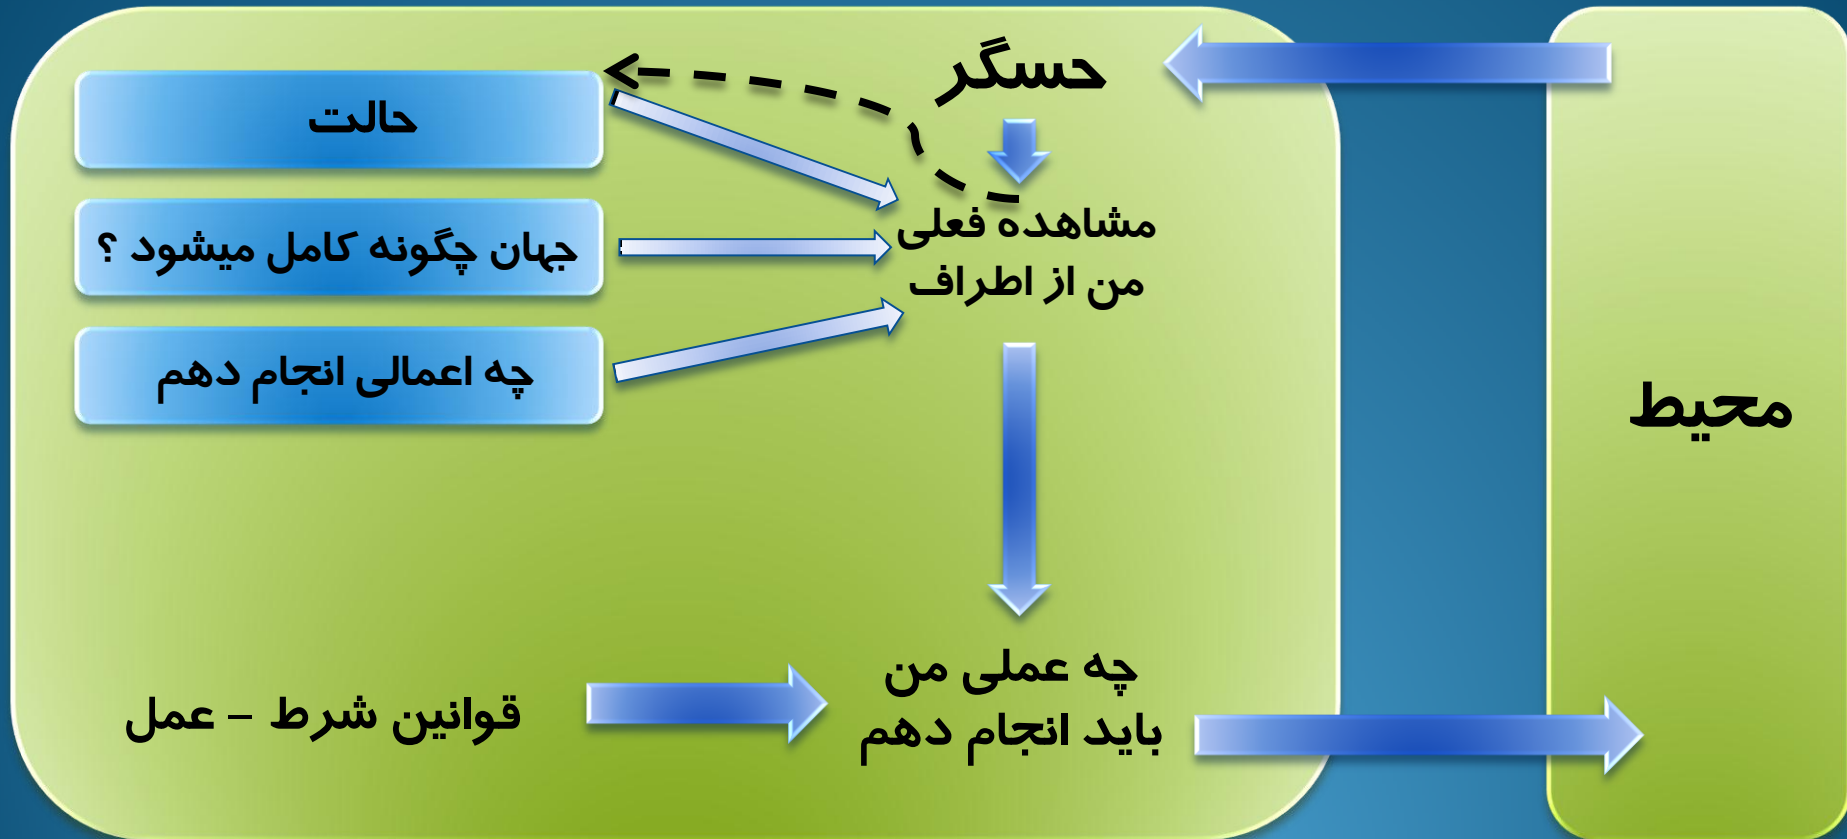 حسگر
حالت
مشاهده فعلی
من از اطراف
جهان چگونه کامل میشود ؟
چه اعمالی انجام دهم
محیط
چه عملی من
باید انجام دهم
قوانین شرط – عمل